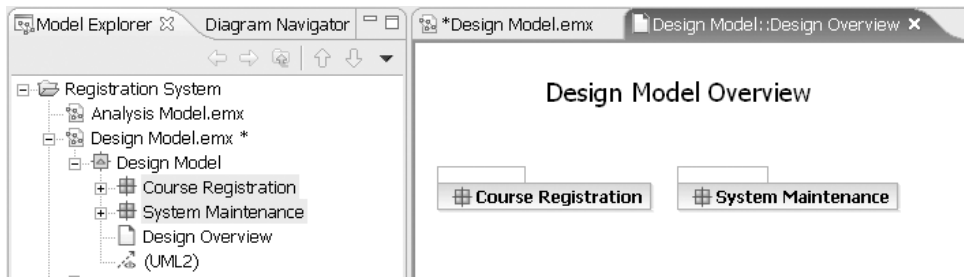 Model Explorer
Diagram Navigator
Registration System
Analysis Model.emx
Design Model.emx *
Design Model
Course Registration
System Maintenance
Design Overview
(UML2)
*Design Model.emx
Design Model::Design Overview
Design Model Overview
Course Registration
System Maintenance